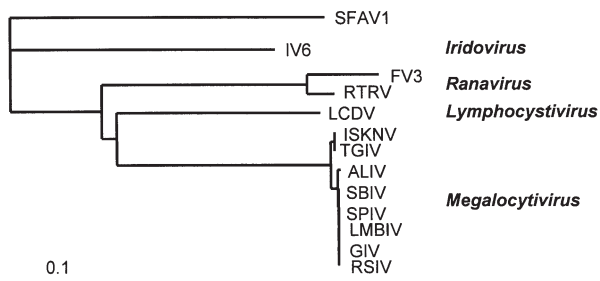 SFAV1
IV6 Iridovirus
FV3
RTRV Ranavirus
LCDV Lymphocystivirus
ISKNV
TGIV
ALIV
SBIV Megalocytivirus
SPIV
LMBIV
GIV
0.1 RSIV